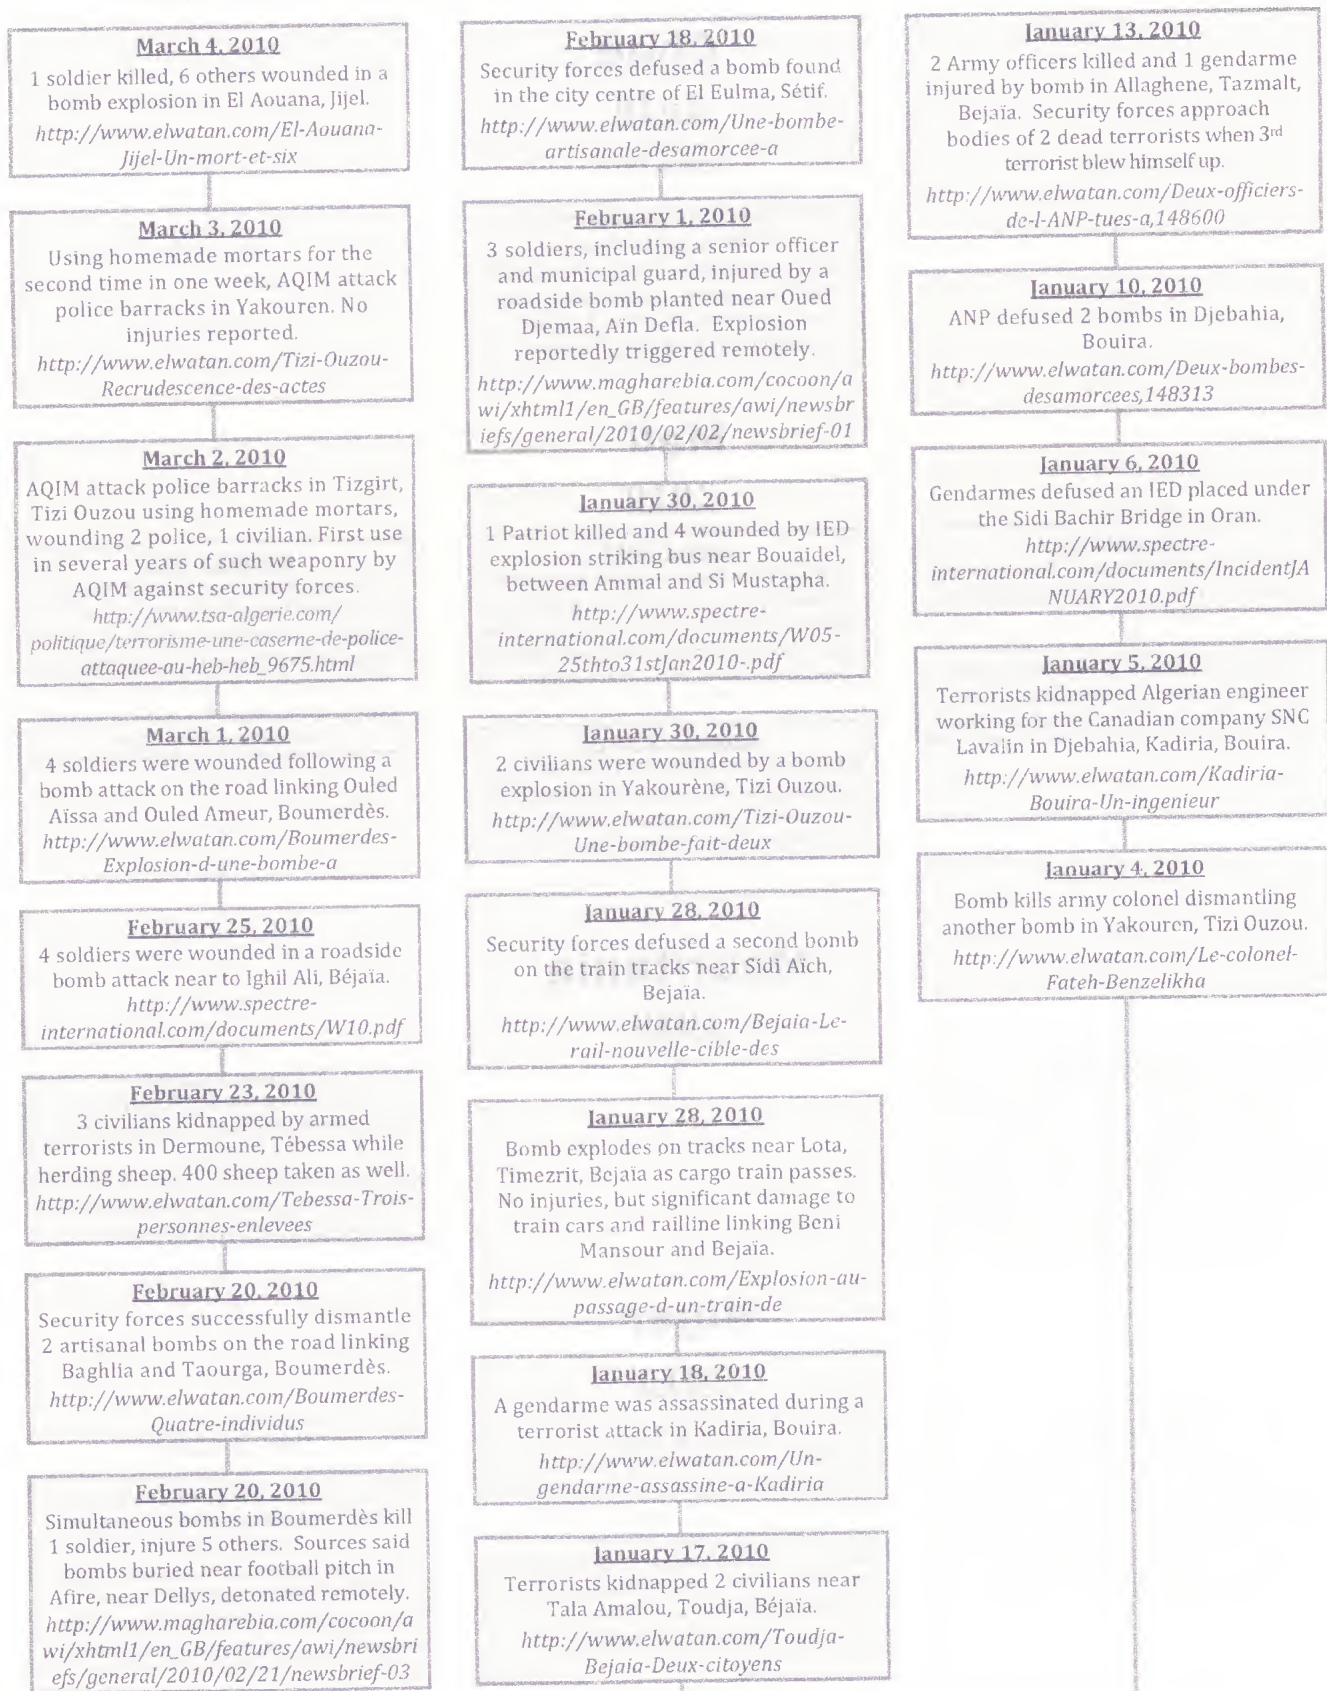 March 4, 2010
1 soldier killed, 6 others wounded in a
bomb explosion in El Aouana, Jijel.
http://www.elwatan.com/El-Aouana-
Jijel-Un-mort-et-six
March 3, 2010
Using homemade mortars for the
second time in one week, AQIM attack
police barracks in Yakouren. No
injuries reported.
http://www.elwatan.com/Tizi-Ouzou-
Recrudescence-des-actes
March 2, 2010
AQIM attack police barracks in Tizgirt,
Tizi Ouzou using homemade mortars,
wounding 2 police, 1 civilian. First use
in several years of such weaponry by
AQIM against security forces.
http://www.tsa-algerie.com/
politique/terrorisme-une-caserne-de-police-
attaquee-au-heb-heb_9675.html
March 1, 2010
4 soldiers were wounded following a
bomb attack on the road linking Ouled
Aïssa and Ouled Ameur, Boumerdès.
http://www.elwatan.com/Boumerdes-
Explosion-d-une-bombe-a
February 25, 2010
4 soldiers were wounded in a roadside
bomb attack near to Ighil Ali, Béjaïa.
http://www.spectre-
international.com/documents/W10.pdf
February 23, 2010
3 civilians kidnapped by armed
terrorists in Dermoune, Tébessa while
herding sheep. 400 sheep taken as well.
http://www.elwatan.com/Tebessa-Trois-
personnes-enlevees
February 20, 2010
Security forces successfully dismantle
2 artisanal bombs on the road linking
Baghlia and Taourga, Boumerdès.
http://www.elwatan.com/Boumerdes-
Quatre-individus
February 20, 2010
Simultaneous bombs in Boumerdès kill
1 soldier, injure 5 others. Sources said
bombs buried near football pitch in
Afire, near Dellys, detonated remotely.
http://www.magharebia.com/cocoon/a
wi/xhtml1/en_GB/features/awi/newsbri
efs/general/2010/02/21/newsbrief-03
February 18, 2010
Security forces defused a bomb found
in the city centre of El Eulma, Sétif.
http://www.elwatan.com/Une-bombe-
artisanale-desamorcee-a
February 1, 2010
3 soldiers, including a senior officer
and municipal guard, injured by a
roadside bomb planted near Oued
Djemaa, Aïn Defla. Explosion
reportedly triggered remotely.
http://www.magharebia.com/cocoon/a
wi/xhtml1/en_GB/features/awi/newsbr
iefs/general/2010/02/02/newsbrief-01
January 30, 2010
1 Patriot killed and 4 wounded by IED
explosion striking bus near Bouaidel,
between Ammal and Si Mustapha.
http://www.spectre-
international.com/documents/W05-
25thto31stJan2010-.pdf
January 30, 2010
2 civilians were wounded by a bomb
explosion in Yakourène, Tizi Ouzou.
http://www.elwatan.com/Tizi-Ouzou-
Une-bombe-fait-deux
January 28, 2010
Security forces defused a second bomb
on the train tracks near Sidi Aïch,
Bejaïa.
http://www.elwatan.com/Bejaia-Le-
rail-nouvelle-cible-des
January 28, 2010
Bomb explodes on tracks near Lota,
Timezrit, Bejaïa as cargo train passes.
No injuries, but significant damage to
train cars and railline linking Beni
Mansour and Bejaïa.
http://www.elwatan.com/Explosion-au-
passage-d-un-train-de
January 18, 2010
A gendarme was assassinated during a
terrorist attack in Kadiria, Bouira.
http://www.elwatan.com/Un-
gendarme-assassine-a-Kadiria
January 17, 2010
Terrorists kidnapped 2 civilians near
Tala Amalou, Toudja, Béjaïa.
http://www.elwatan.com/Toudja-
Bejaia-Deux-citoyens
January 13, 2010
2 Army officers killed and 1 gendarme
injured by bomb in Allaghene, Tazmalt,
Bejaïa. Security forces approach
bodies of 2 dead terrorists when 3rd
terrorist blew himself up.
http://www.elwatan.com/Deux-officiers-
de-l-ANP-tues-a,148600
January 10, 2010
ANP defused 2 bombs in Djebahia,
Bouira.
http://www.elwatan.com/Deux-bombes-
desamorcees,148313
January 6, 2010
Gendarmes defused an IED placed under
the Sidi Bachir Bridge in Oran.
http://www.spectre-
international.com/documents/IncidentJA
NUARY2010.pdf
January 5, 2010
Terrorists kidnapped Algerian engineer
working for the Canadian company SNC
Lavalin in Djebahia, Kadiria, Bouira.
http://www.elwatan.com/Kadiria-
Bouira-Un-ingenieur
January 4, 2010
Bomb kills army colonel dismantling
another bomb in Yakouren, Tizi Ouzou.
http://www.elwatan.com/Le-colonel-
Fateh-Benzelikha